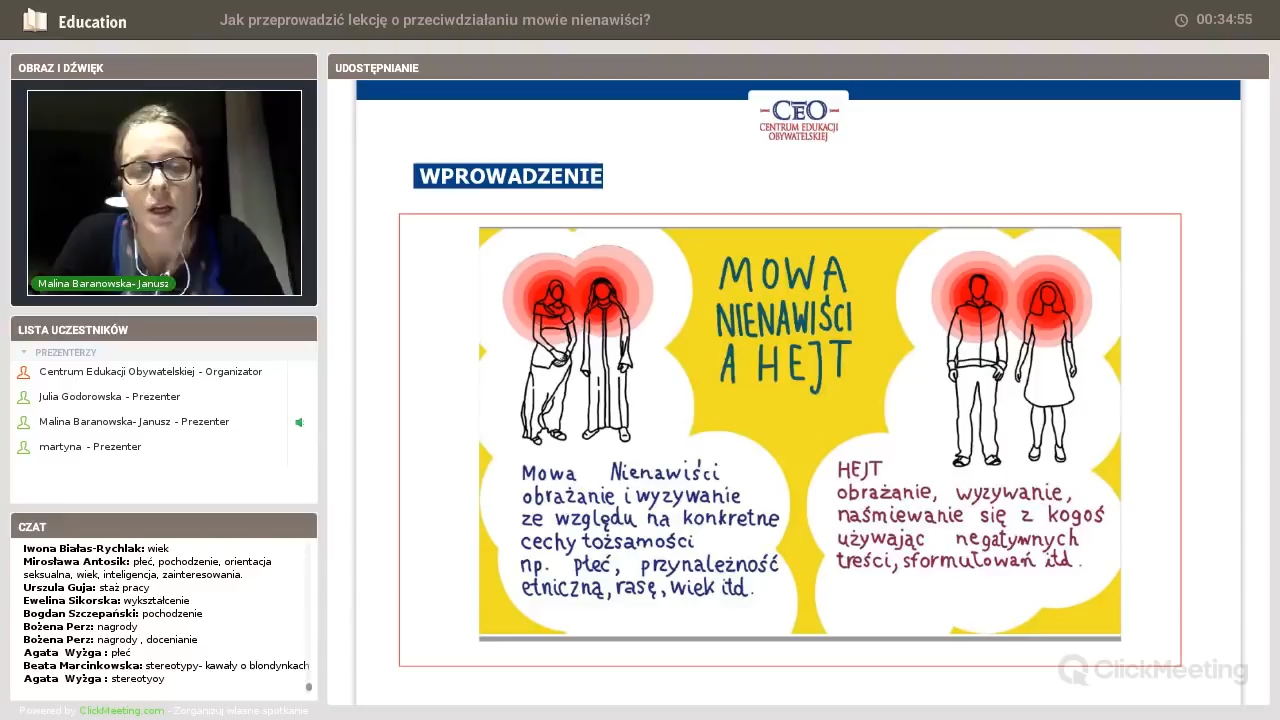 Education
Jak przeprowadzić lekcję o przeciwdziałaniu mowie nienawiści?
00:34:55
OBRAZ I DŹWIĘK
Malina Baranowska- Janusz
LISTA UCZESTNIKÓW
PREZENTERZY
Centrum Edukacji Obywatelskiej - Organizator
Julia Godorowska - Prezenter
Malina Baranowska- Janusz - Prezenter
martyna - Prezenter
CZAT
Iwona Białas-Rychlak: wiek
Mirosława Antosik: płeć, pochodzenie, orientacja
seksualna, wiek, inteligencja, zainteresowania.
Urszula Guja: staż pracy
Ewelina Sikorska: wykształcenie
Bogdan Szczepański: pochodzenie
Bożena Perz: nagrody
Bożena Perz: nagrody , docenianie
Agata Wyżga : płeć
Beata Marcinkowska: stereotypy- kawały o blondynkach
Agata Wyżga : stereotyoy
Powered by ClickMeeting.com - Zorganizuj własne spotkanie
UDOSTĘPNIANIE
CEO
CENTRUM EDUKACJI
OBYWATELSKIEJ
WPROWADZENIE
MOWA
NIENAWIŚCI
A HEJT
Mowa Nienawiści
obrażanie i wyzywanie
ze względu na konkretne
cechy tożsamości
np. płeć, przynależność
etniczną, rasę, wiek itd.
HEJT
obrażanie, wyzywanie,
naśmiewanie się z kogoś
używając negatywnych
treści, sformułowań itd.
ClickMeeting